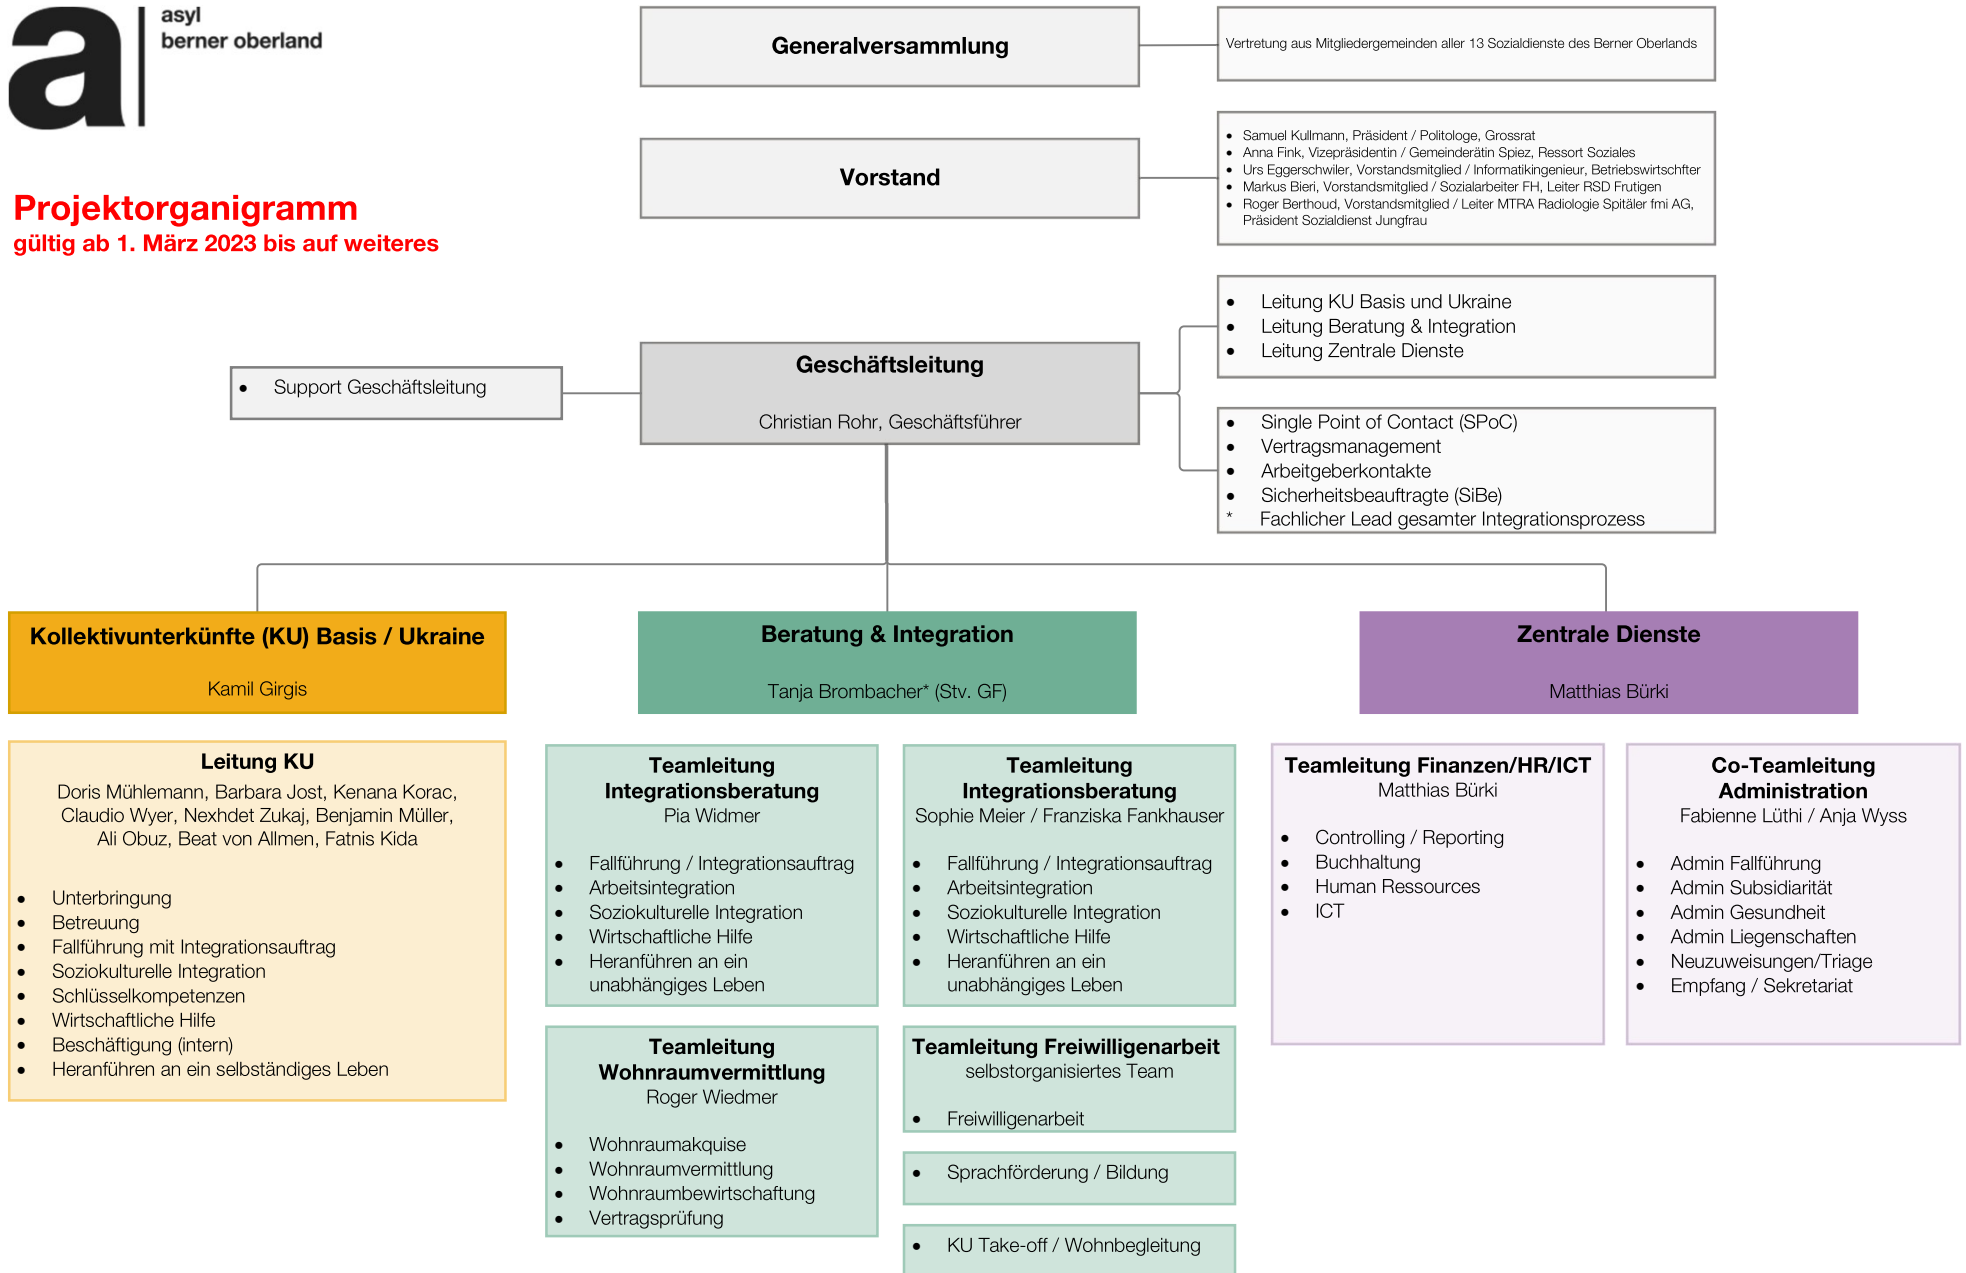 a
asyl
berner oberland
Projektorganigramm
gültig ab 1. März 2023 bis auf weiteres
Generalversammlung
Vertretung aus Mitgliedergemeinden aller 13 Sozialdienste des Berner Oberlands
Vorstand
• Samuel Kullmann, Präsident / Politologe, Grossrat
• Anna Fink, Vizepräsidentin / Gemeinderätin Spiez, Ressort Soziales
• Urs Eggerschwiler, Vorstandsmitglied / Informatikingenieur, Betriebswirtschfter
• Markus Bieri, Vorstandsmitglied / Sozialarbeiter FH, Leiter RSD Frutigen
• Roger Berthoud, Vorstandsmitglied / Leiter MTRA Radiologie Spitäler fmi AG,
Präsident Sozialdienst Jungfrau
• Support Geschäftsleitung
Geschäftsleitung
Christian Rohr, Geschäftsführer
• Leitung KU Basis und Ukraine
• Leitung Beratung & Integration
• Leitung Zentrale Dienste
• Single Point of Contact (SPoC)
• Vertragsmanagement
• Arbeitgeberkontakte
• Sicherheitsbeauftragte (SiBe)
* Fachlicher Lead gesamter Integrationsprozess
Kollektivunterkünfte (KU) Basis / Ukraine
Kamil Girgis
Leitung KU
Doris Mühlemann, Barbara Jost, Kenana Korac,
Claudio Wyer, Nexhdet Zukaj, Benjamin Müller,
Ali Obuz, Beat von Allmen, Fatnis Kida
• Unterbringung
• Betreuung
• Fallführung mit Integrationsauftrag
• Soziokulturelle Integration
• Schlüsselkompetenzen
• Wirtschaftliche Hilfe
• Beschäftigung (intern)
• Heranführen an ein selbständiges Leben
Beratung & Integration
Tanja Brombacher* (Stv. GF)
Teamleitung
Integrationsberatung
Pia Widmer
• Fallführung / Integrationsauftrag
• Arbeitsintegration
• Soziokulturelle Integration
• Wirtschaftliche Hilfe
• Heranführen an ein
unabhängiges Leben
Teamleitung
Wohnraumvermittlung
Roger Wiedmer
• Wohnraumakquise
• Wohnraumvermittlung
• Wohnraumbewirtschaftung
• Vertragsprüfung
Teamleitung
Integrationsberatung
Sophie Meier / Franziska Fankhauser
• Fallführung / Integrationsauftrag
• Arbeitsintegration
• Soziokulturelle Integration
• Wirtschaftliche Hilfe
• Heranführen an ein
unabhängiges Leben
Teamleitung Freiwilligenarbeit
selbstorganisiertes Team
• Freiwilligenarbeit
• Sprachförderung / Bildung
• KU Take-off / Wohnbegleitung
Zentrale Dienste
Matthias Bürki
Teamleitung Finanzen/HR/ICT
Matthias Bürki
• Controlling / Reporting
• Buchhaltung
• Human Ressources
• ICT
Co-Teamleitung
Administration
Fabienne Lüthi / Anja Wyss
• Admin Fallführung
• Admin Subsidiarität
• Admin Gesundheit
• Admin Liegenschaften
• Neuzuweisungen/Triage
• Empfang / Sekretariat